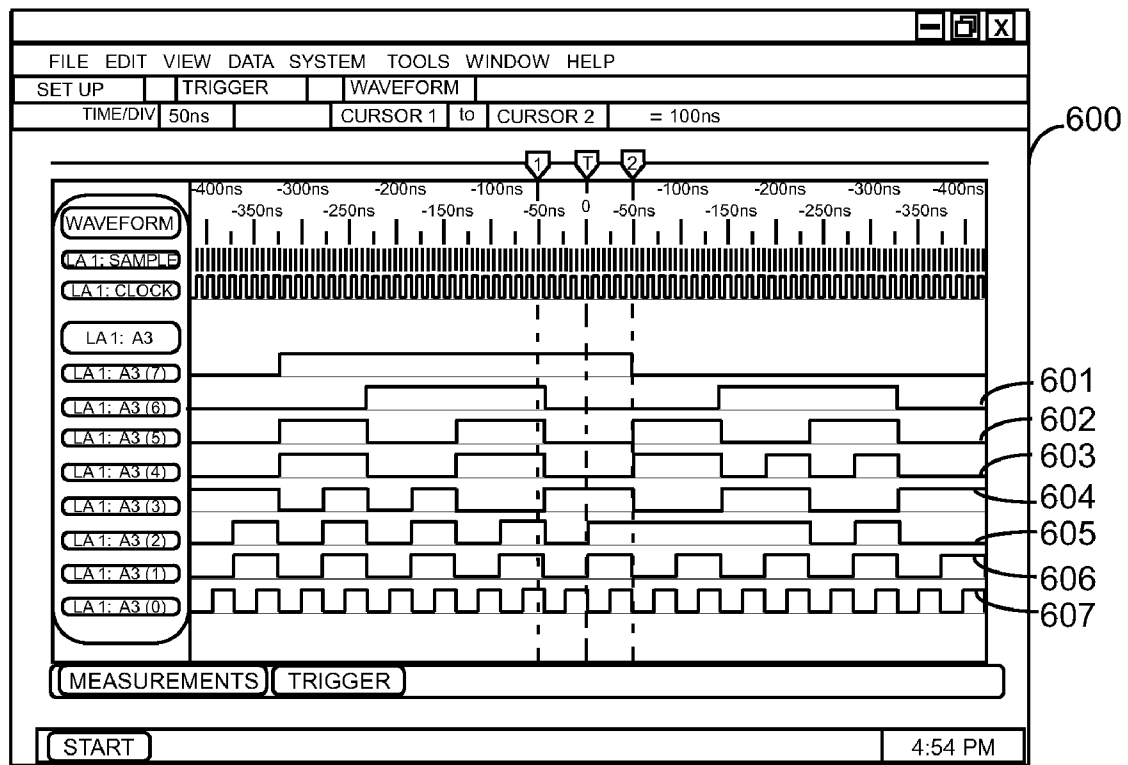 X
FILE EDIT VIEW DATA SYSTEM TOOLS WINDOW HELP
SET UP TRIGGER WAVEFORM
TIME/DIV 50ns CURSOR 1 to CURSOR 2 = 100ns
600
1 T 2
-400ns -300ns -200ns -100ns -100ns -200ns -300ns -400ns
-350ns -250ns -150ns -50ns 0 -50ns -150ns -250ns -350ns
WAVEFORM
LA 1: SAMPLE
LA 1: CLOCK
LA 1: A3
LA 1: A3 (7)
601
LA 1: A3 (6)
602
LA 1: A3 (5)
603
LA 1: A3 (4)
604
LA 1: A3 (3)
605
LA 1: A3 (2)
606
LA 1: A3 (1)
607
LA 1: A3 (0)
MEASUREMENTS TRIGGER
START 4:54 PM